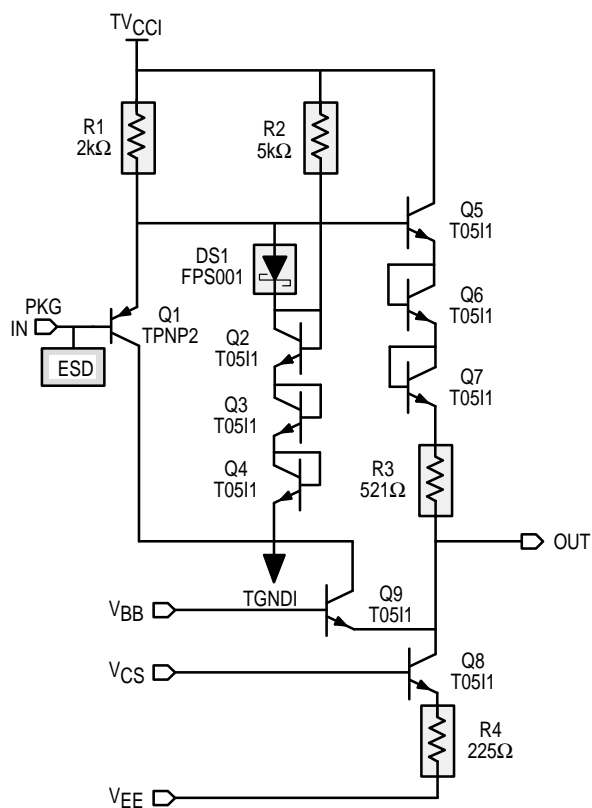 TVCCI
R1
2kΩ
R2
5kΩ
Q5
T05I1
DS1
FPS001
PKG
IN
Q1
TPNP2
Q6
T05I1
ESD
Q2
T05I1
Q7
T05I1
Q3
T05I1
Q4
T05I1
R3
521Ω
OUT
TGNDI
VBB
Q9
T05I1
VCS
Q8
T05I1
R4
225Ω
VEE